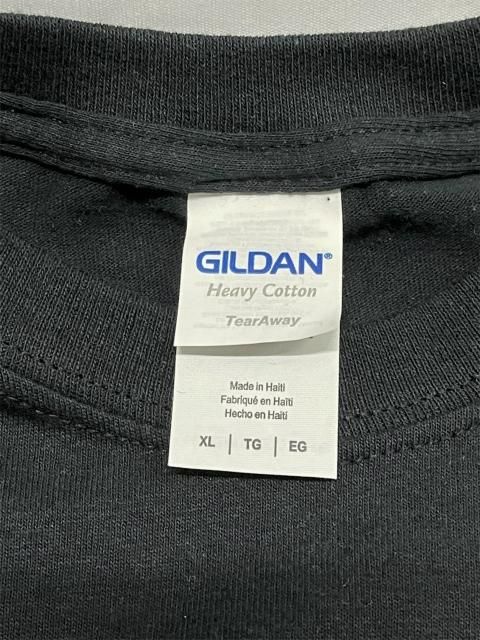 GILDAN®
Heavy Cotton
TearAway
Made in Haiti
Fabriqué en Haïti
Hecho en Haití
XL | TG | EG